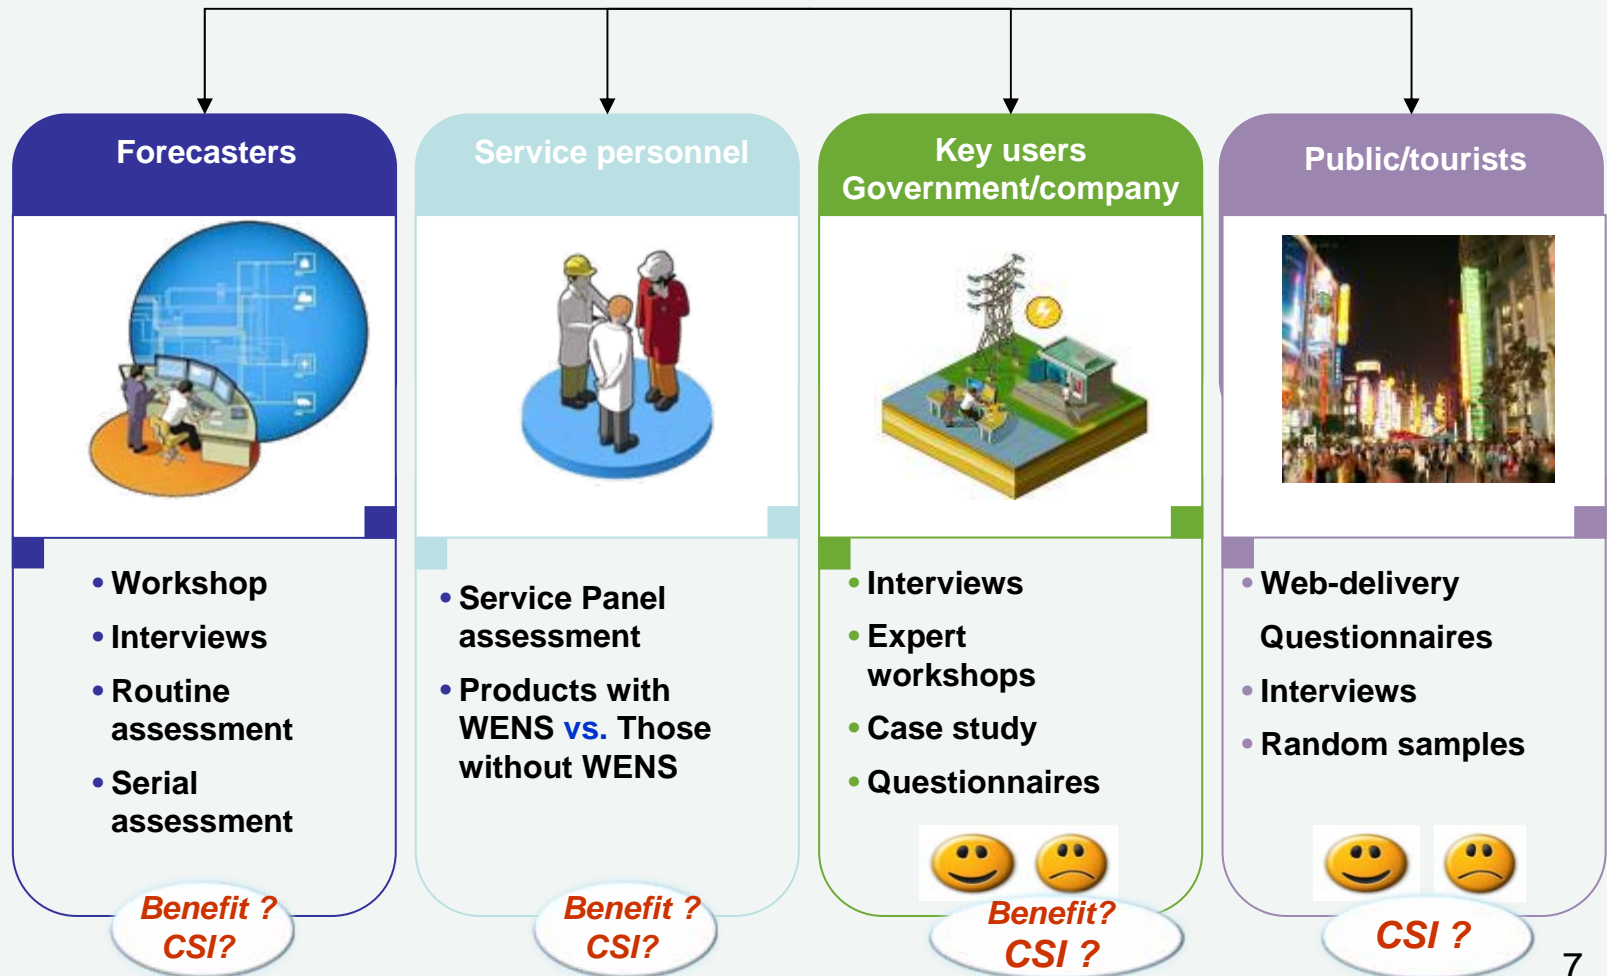 Forecasters
• Workshop
• Interviews
• Routine
assessment
• Serial
assessment
Benefit ?
CSI?
Service personnel
• Service Panel
assessment
• Products with
WENS vs. Those
without WENS
Benefit ?
CSI?
Key users
Government/company
• Interviews
• Expert
workshops
• Case study
• Questionnaires
Benefit?
CSI ?
Public/tourists
• Web-delivery
Questionnaires
• Interviews
• Random samples
CSI ?
7